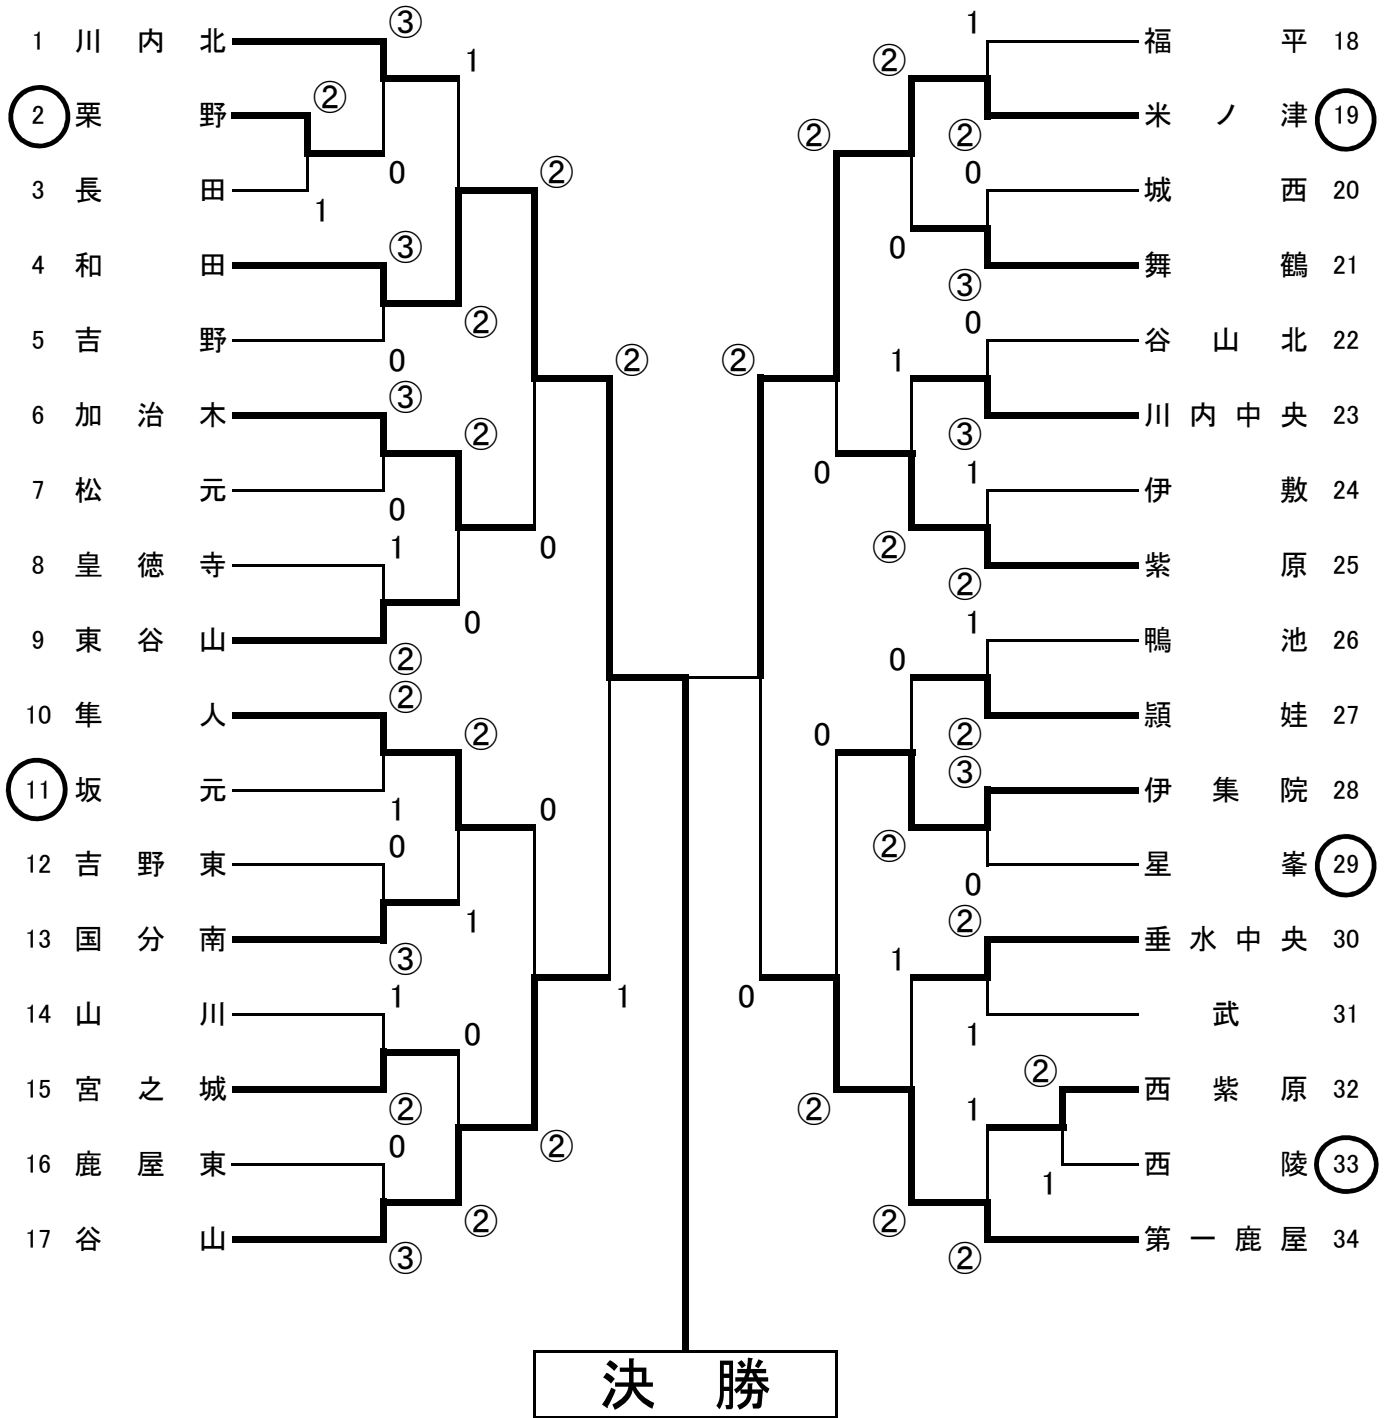 ③
1 川内北
1
② 栗野
②
0
3 長田
1
②
③
4 和田
②
5 吉野
0
②
③
6 加治木
②
7 松元
0
1
8 皇徳寺
0
0
9 東谷山
②
②
10 隼人
②
⑪ 坂元
1
0
0
12 吉野東
1
13 国分南
③
1
1
14 山川
0
15 宮之城
②
0
②
16 鹿屋東
②
17 谷山
③
1
福平 18
②
米ノ津 ⑲
②
②
0
城西 20
0
舞鶴 21
③
0
谷山北 22
②
1
川内中央 23
③
1
0
伊敷 24
②
紫原 25
②
1
鴨池 26
0
頴娃 27
②
0
③
伊集院 28
②
星峯 ㉙
0
②
垂水中央 30
1
0
武 31
1
②
西紫原 32
1
②
西陵 ㉝
1
②
第一鹿屋 34
②
決勝